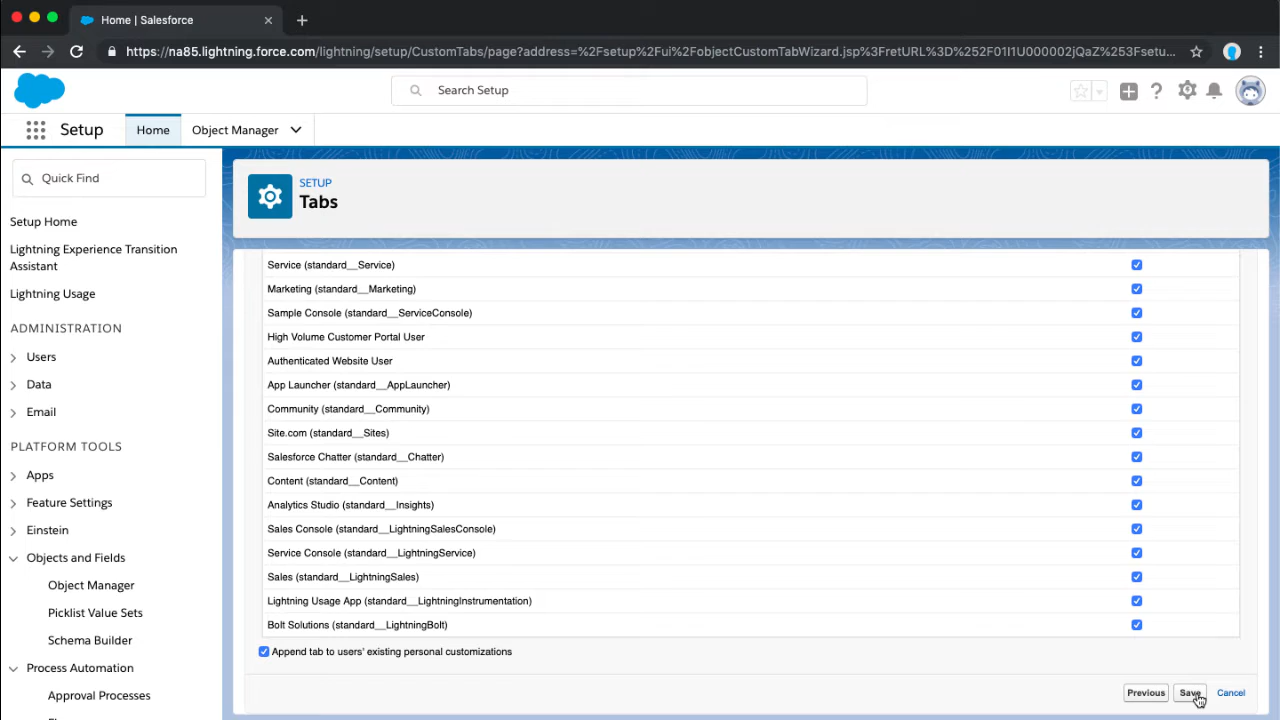 Home | Salesforce
https://na85.lightning.force.com/lightning/setup/CustomTabs/page?address=%2Fsetup%2Fui%2FobjectCustomTabWizard.jsp%3FretURL%3D%252F01I1U000002jQaZ%253Fsetu...
Search Setup
Setup
Home
Object Manager
Quick Find
Setup Home
Lightning Experience Transition
Assistant
Lightning Usage
ADMINISTRATION
Users
Data
Email
PLATFORM TOOLS
Apps
Feature Settings
Einstein
Objects and Fields
Object Manager
Picklist Value Sets
Schema Builder
Process Automation
Approval Processes
SETUP
Tabs
Service (standard__Service)
Marketing (standard__Marketing)
Sample Console (standard__ServiceConsole)
High Volume Customer Portal User
Authenticated Website User
App Launcher (standard__AppLauncher)
Community (standard__Community)
Site.com (standard__Sites)
Salesforce Chatter (standard__Chatter)
Content (standard__Content)
Analytics Studio (standard__Insights)
Sales Console (standard__LightningSalesConsole)
Service Console (standard__LightningService)
Sales (standard__LightningSales)
Lightning Usage App (standard__LightningInstrumentation)
Bolt Solutions (standard__LightningBolt)
Append tab to users' existing personal customizations
Previous
Save
Cancel